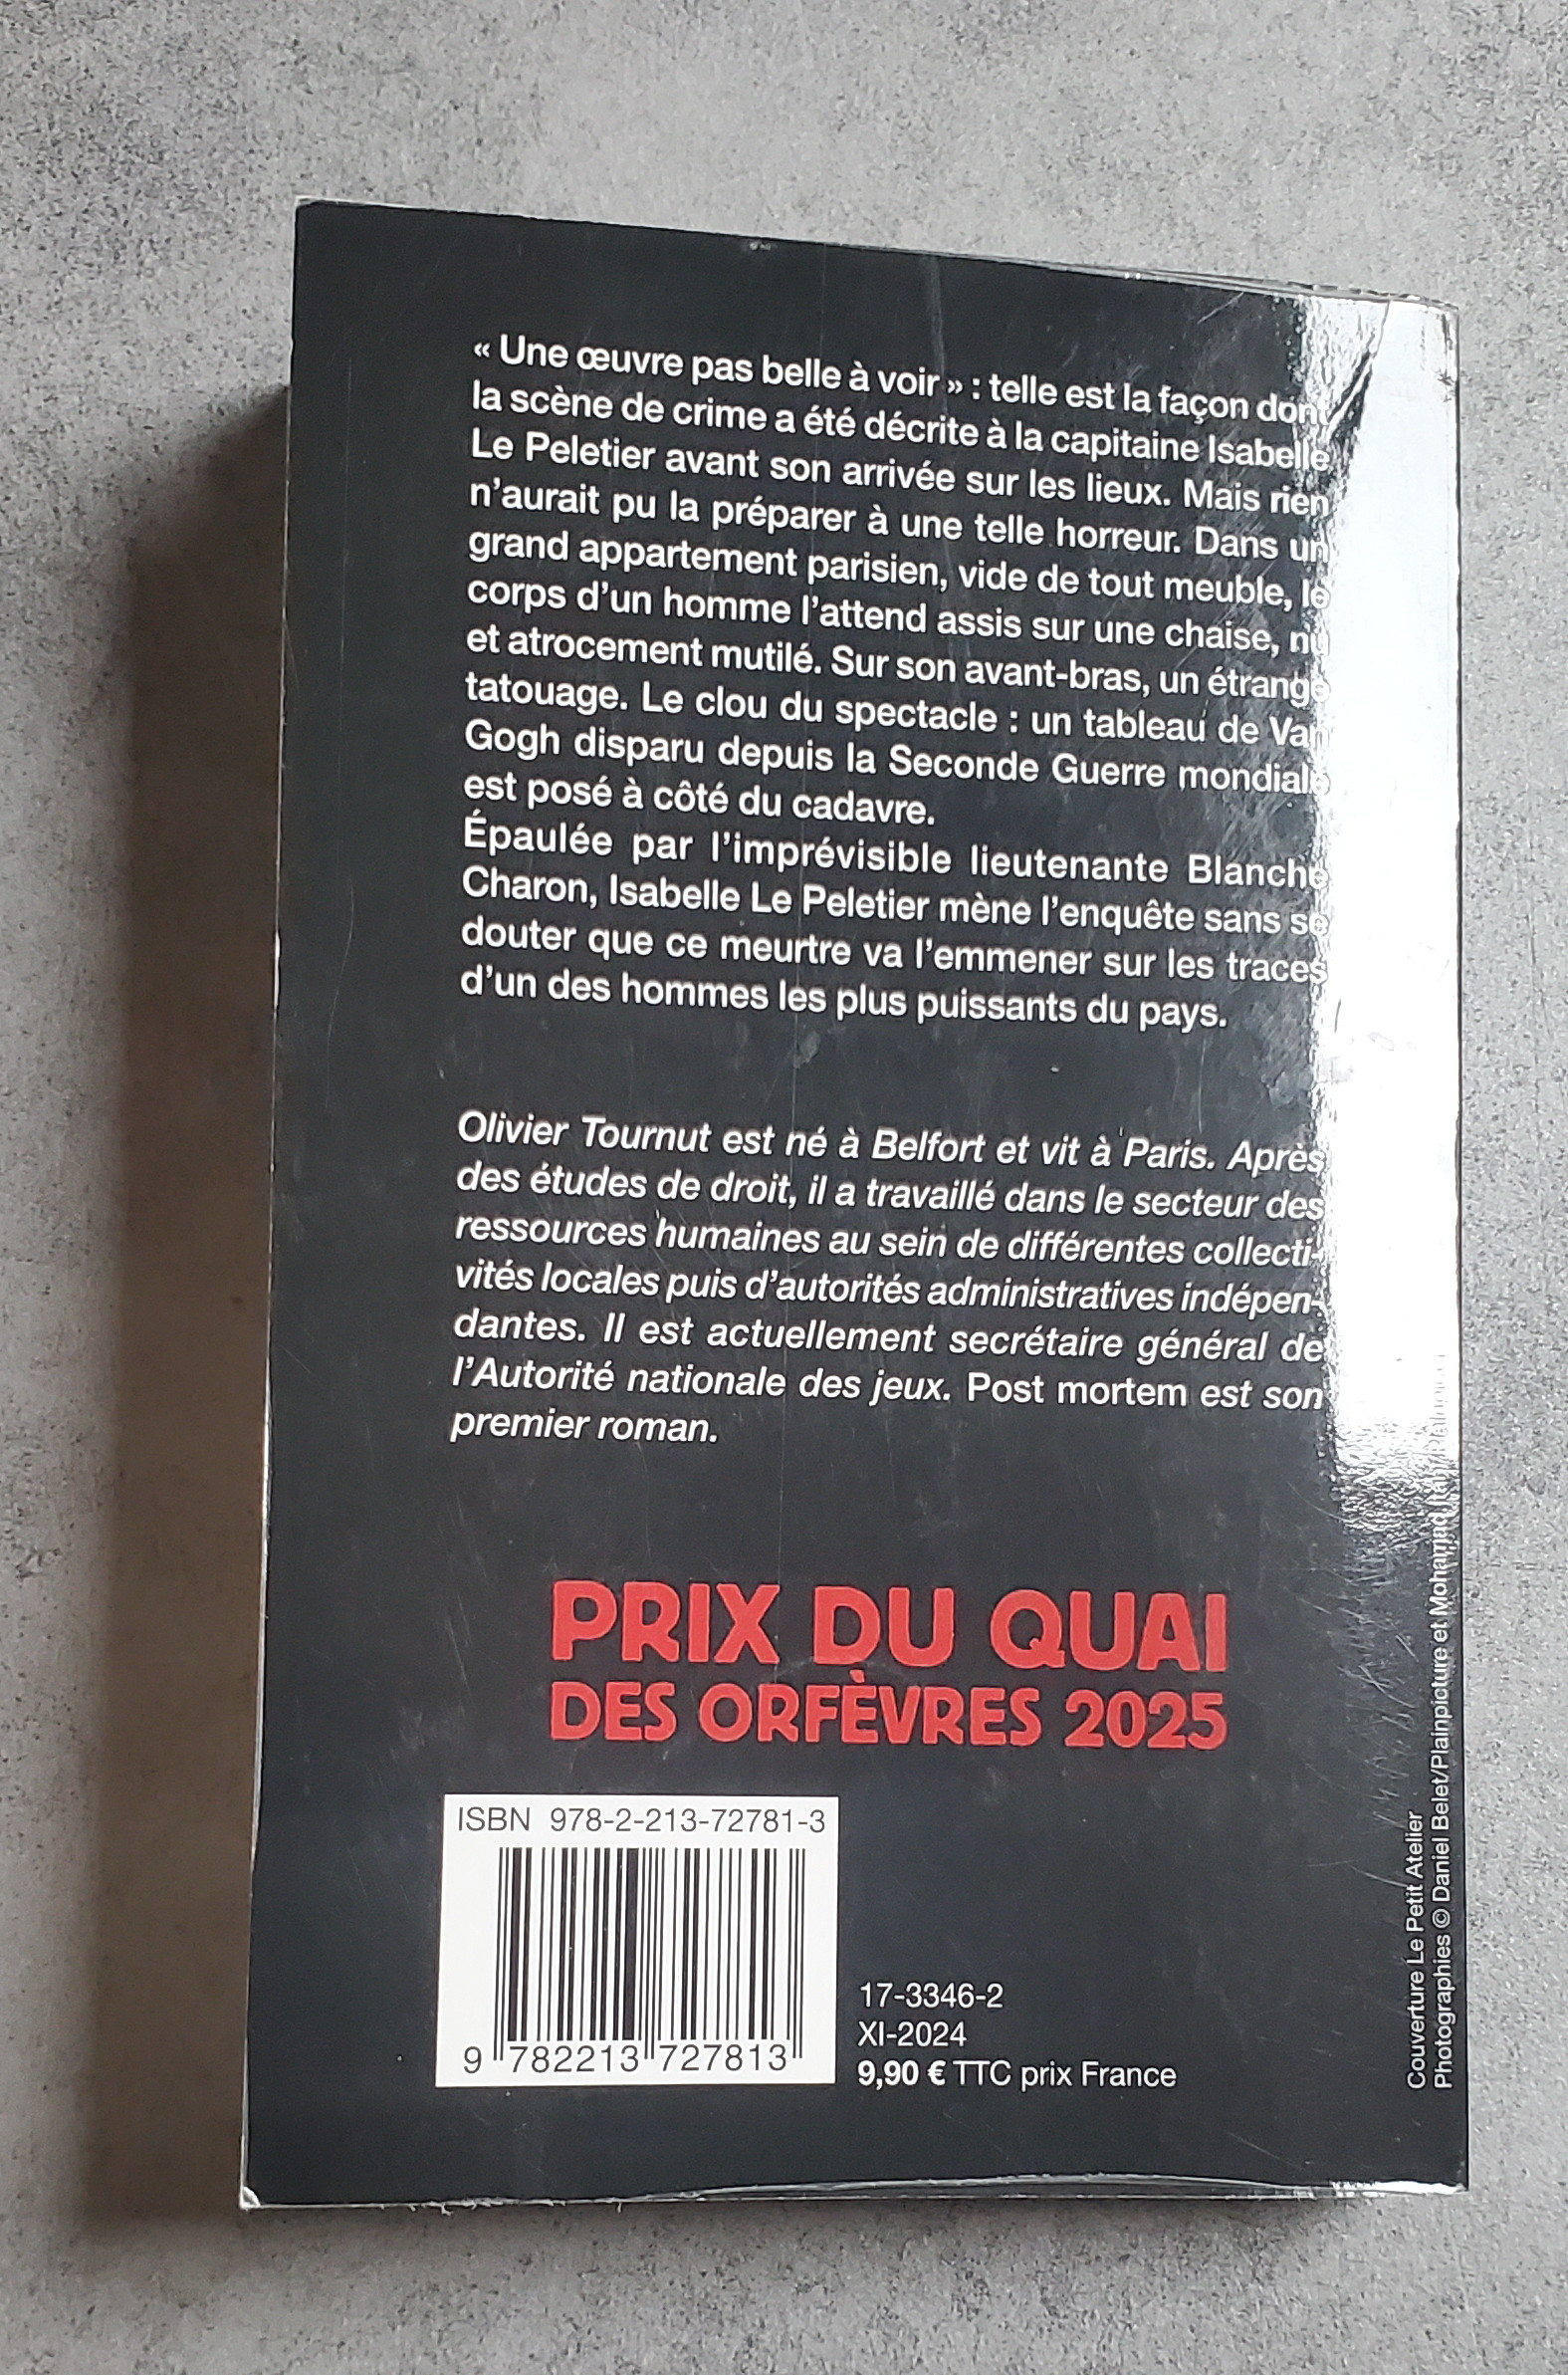 « Une œuvre pas belle à voir » : telle est la façon dont
la scène de crime a été décrite à la capitaine Isabelle
Le Peletier avant son arrivée sur les lieux. Mais rien
n’aurait pu la préparer à une telle horreur. Dans un
grand appartement parisien, vide de tout meuble, le
corps d’un homme l’attend assis sur une chaise, nu
et atrocement mutilé. Sur son avant-bras, un étrange
tatouage. Le clou du spectacle : un tableau de Van
Gogh disparu depuis la Seconde Guerre mondiale
est posé à côté du cadavre.
Épaulée par l’imprévisible lieutenante Blanche
Charon, Isabelle Le Peletier mène l’enquête sans se
douter que ce meurtre va l’emmener sur les traces
d’un des hommes les plus puissants du pays.
Olivier Tournut est né à Belfort et vit à Paris. Après
des études de droit, il a travaillé dans le secteur des
ressources humaines au sein de différentes collecti-
vités locales puis d’autorités administratives indépen-
dantes. Il est actuellement secrétaire général de
l’Autorité nationale des jeux. Post mortem est son
premier roman.
PRIX DU QUAI
DES ORFÈVRES 2025
ISBN 978-2-213-72781-3
9 782213 727813
17-3346-2
XI-2024
9,90 € TTC prix France
Couverture Le Petit Atelier
Photographies © Daniel Belet/Plainpicture et Mohamad Itani